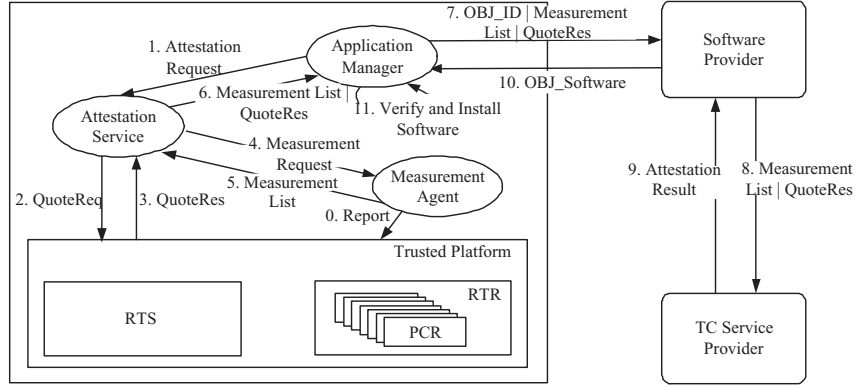 7. OBJ_ID | Measurement
List | QuoteRes
1. Attestation
Request
Application
Manager
Software
Provider
10. OBJ_Software
6. Measurement List |
QuoteRes
11. Verify and Install
Software
Attestation
Service
4. Measurement
Request
5. Measurement
List
Measurement
Agent
9. Attestation
Result
8. Measurement
List | QuoteRes
2. QuoteReq
3. QuoteRes
0. Report
Trusted Platform
RTS
RTR
PCR
TC Service
Provider